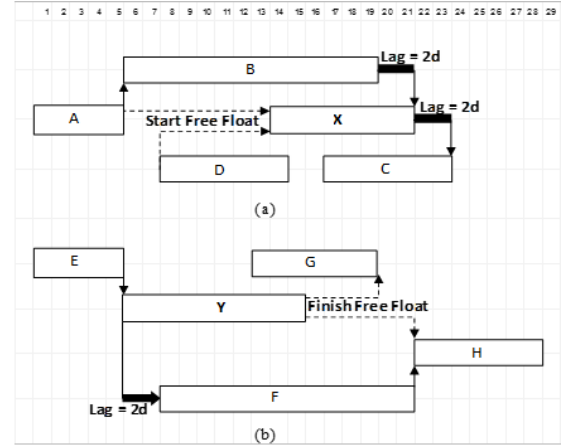 1 2 3 4 5 6 7 8 9 10 11 12 13 14 15 16 17 18 19 20 21 22 23 24 25 26 27 28 29
Lag = 2d
B
Lag = 2d
A
Start Free Float
X
D
C
(a)
E
G
Y
Finish Free Float
H
F
Lag = 2d
(b)